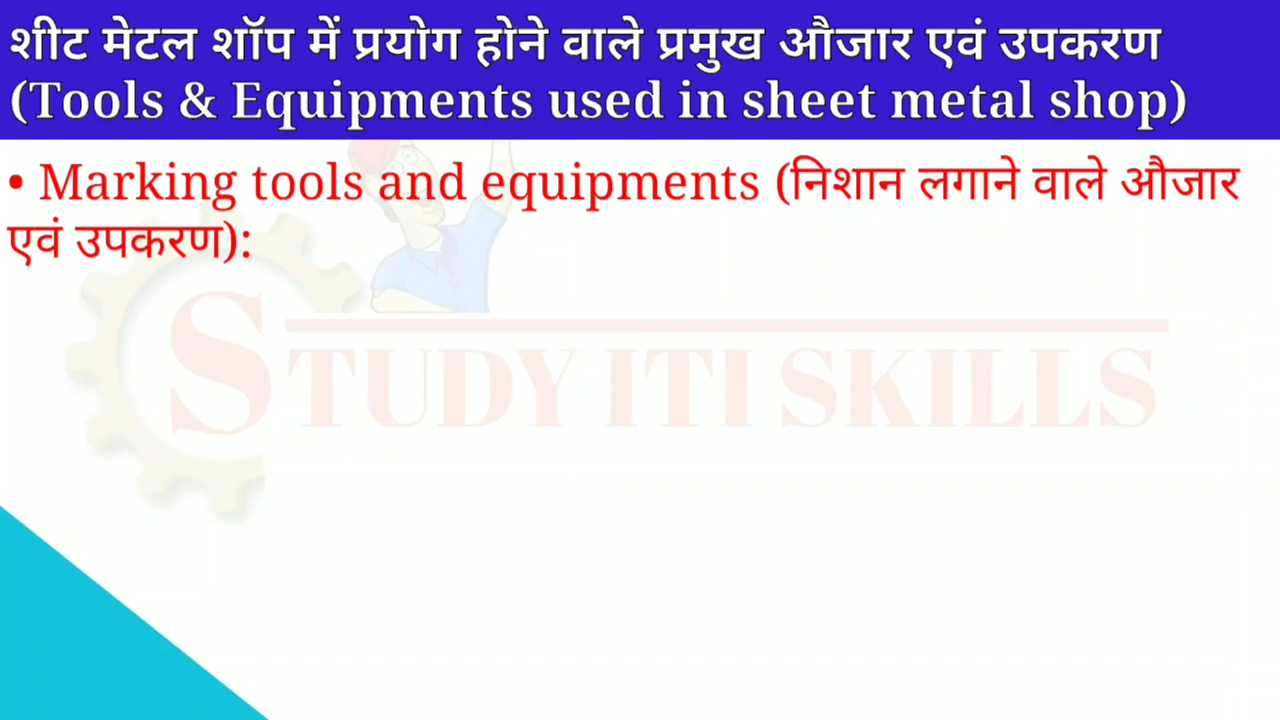 शीट मेटल शॉप में प्रयोग होने वाले प्रमुख औजार एवं उपकरण
(Tools & Equipments used in sheet metal shop)
• Marking tools and equipments (निशान लगाने वाले औजार
एवं उपकरण):
STUDY ITI SKILLS